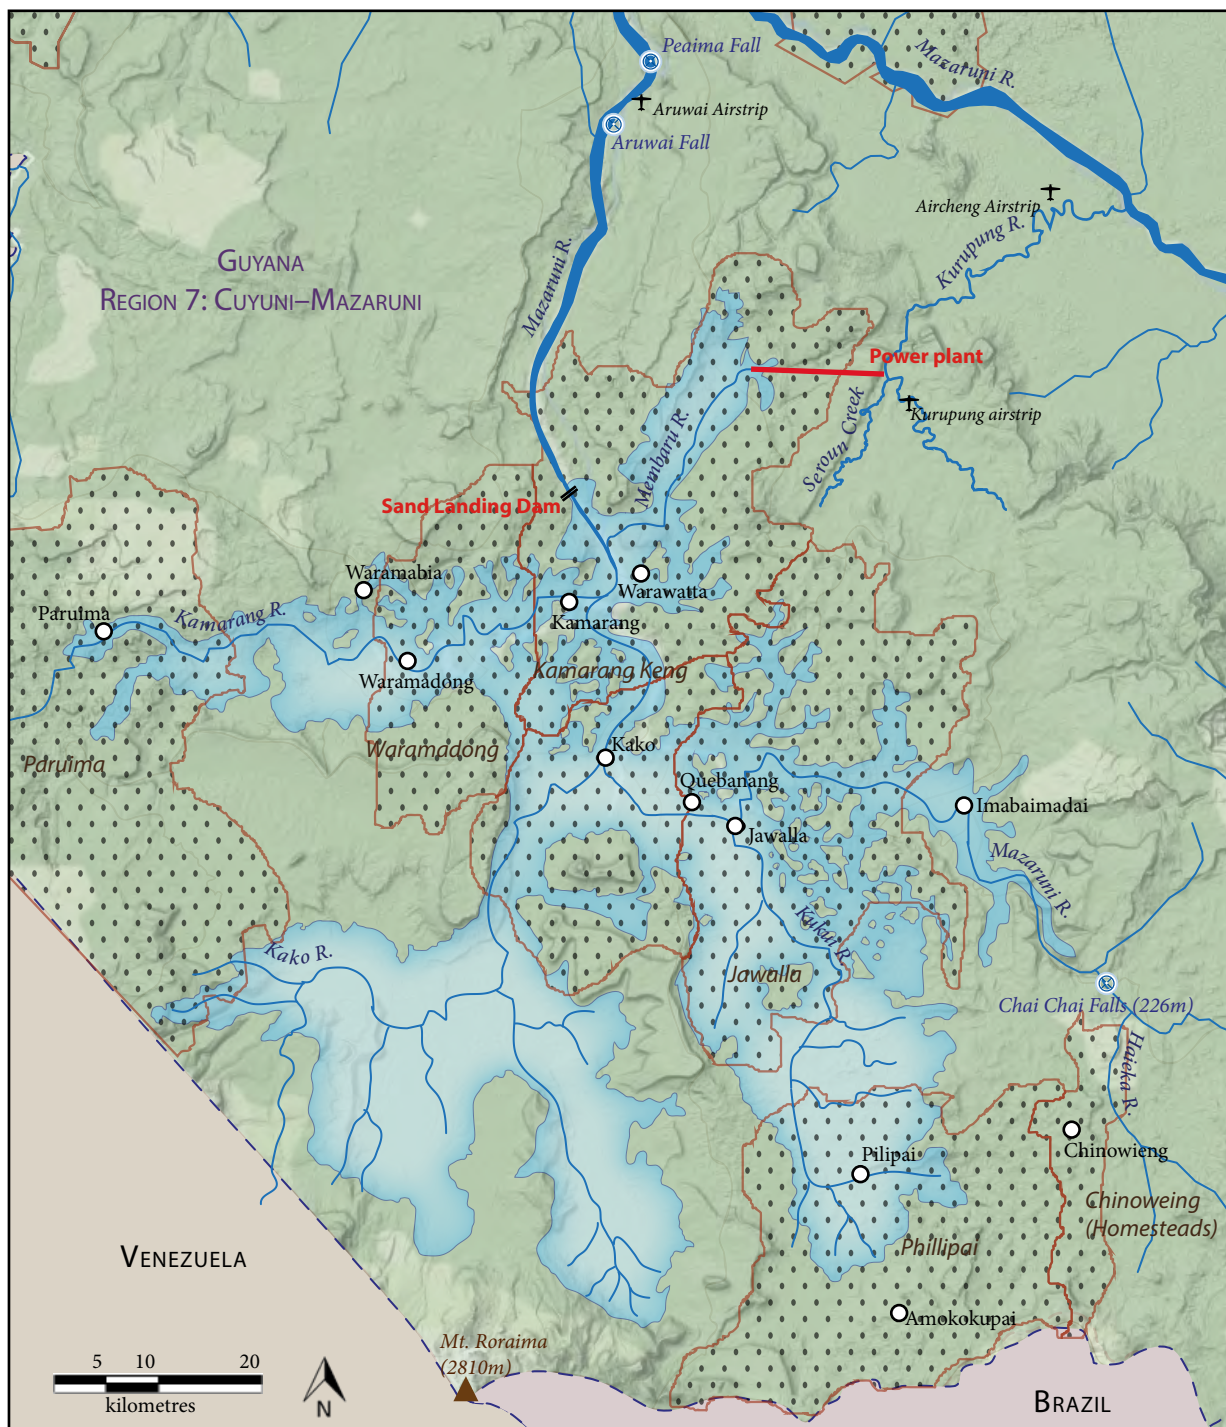 Peaima Fall
Mazaruni R.
Aruwai Airstrip
Aruwai Fall
Aircheng Airstrip
Kurupung R.
GUYANA
REGION 7: CUYUNI–MAZARUNI
Mazaruni R.
Power plant
Kurupung airstrip
Seroun Creek
Membaru R.
Sand Landing Dam
Waramabia
Warawatta
Paruima
Kamarang R.
Kamarang
Waramadong
Kamarang Keng
Waramadong
Paruima
Kako
Quebanang
Imabaimadai
Jawalla
Mazaruni R.
Kukui R.
Kako R.
Jawalla
Chai Chai Falls (226m)
Haieka R.
Chinowieng
Pilipai
Chinoweing
(Homesteads)
Phillipai
VENEZUELA
Amokokupai
Mt. Roraima
(2810m)
5 10 20
kilometres
N
BRAZIL